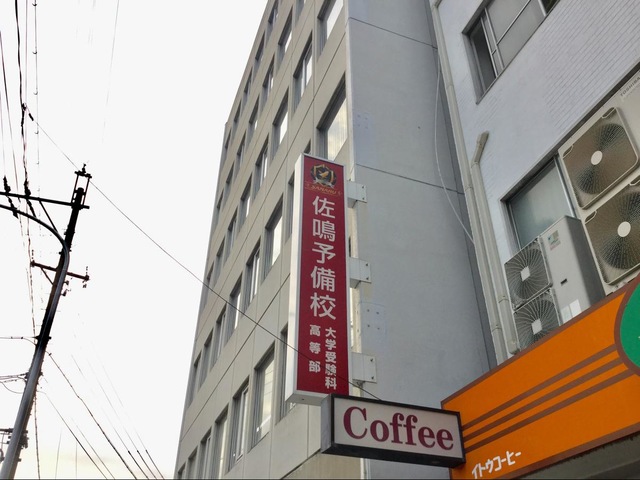 佐鳴予備校
大学受験科
高等部
Coffee
イトウコーヒー